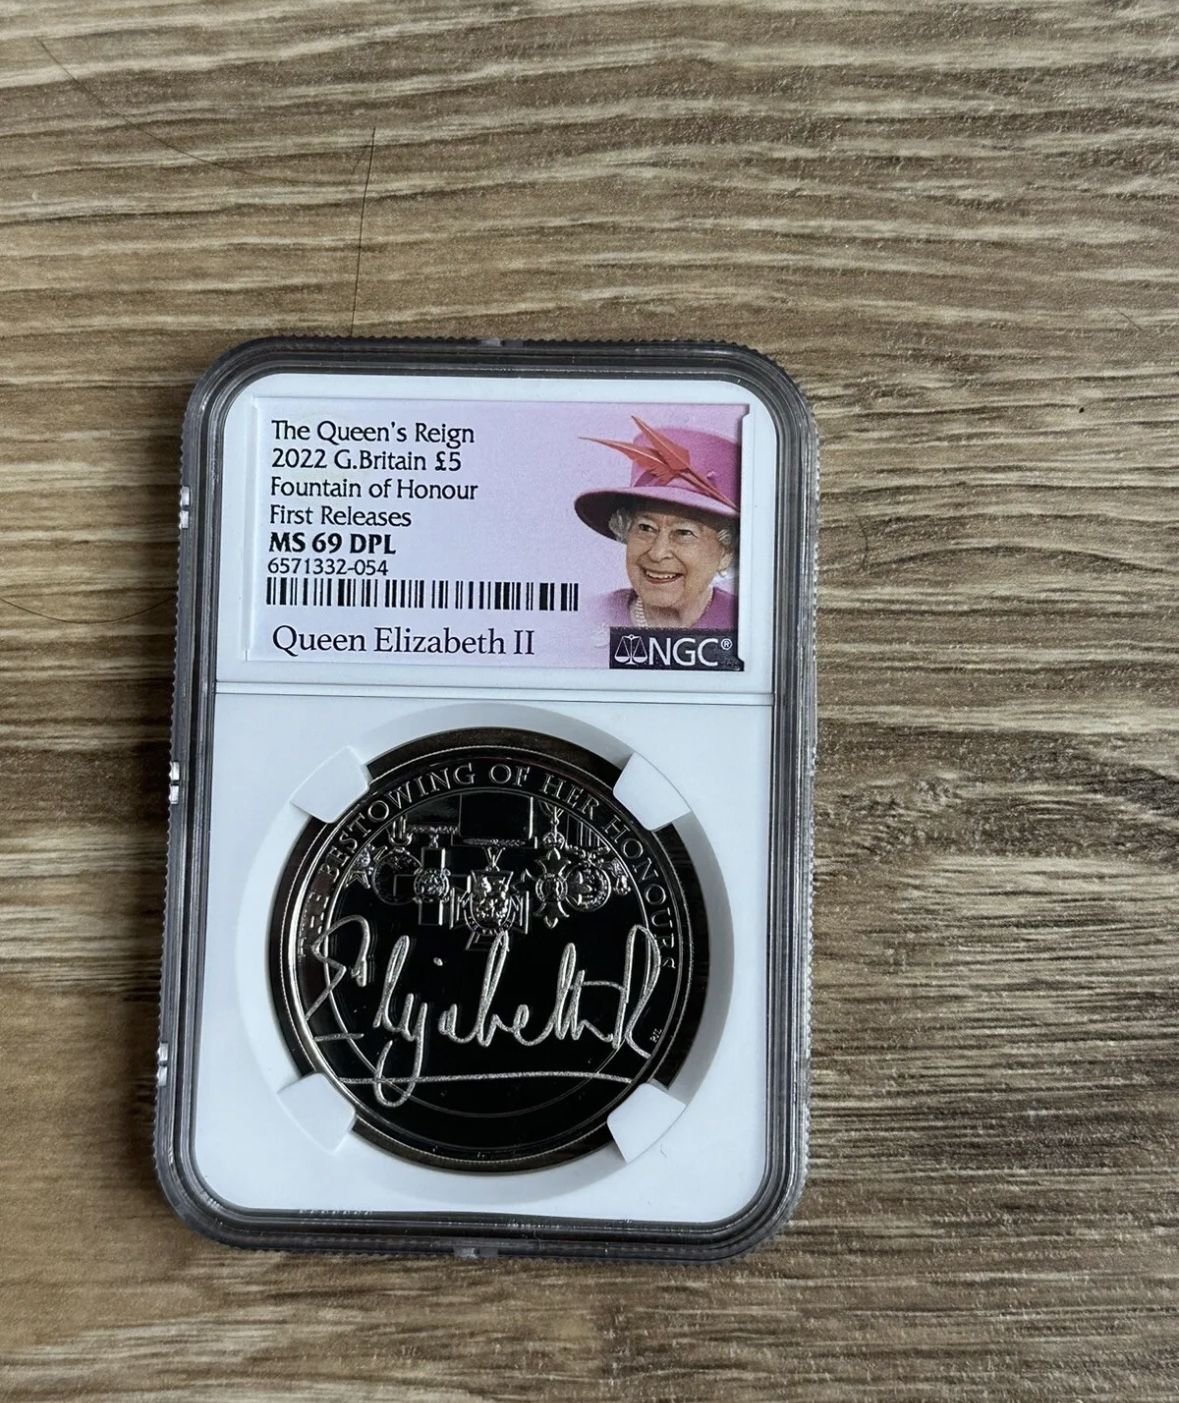 The Queen's Reign
2022 G.Britain £5
Fountain of Honour
First Releases
MS 69 DPL
6571332-054
Queen Elizabeth II
NGC®
THE BESTOWING OF HER HONOURS
Elizabeth R